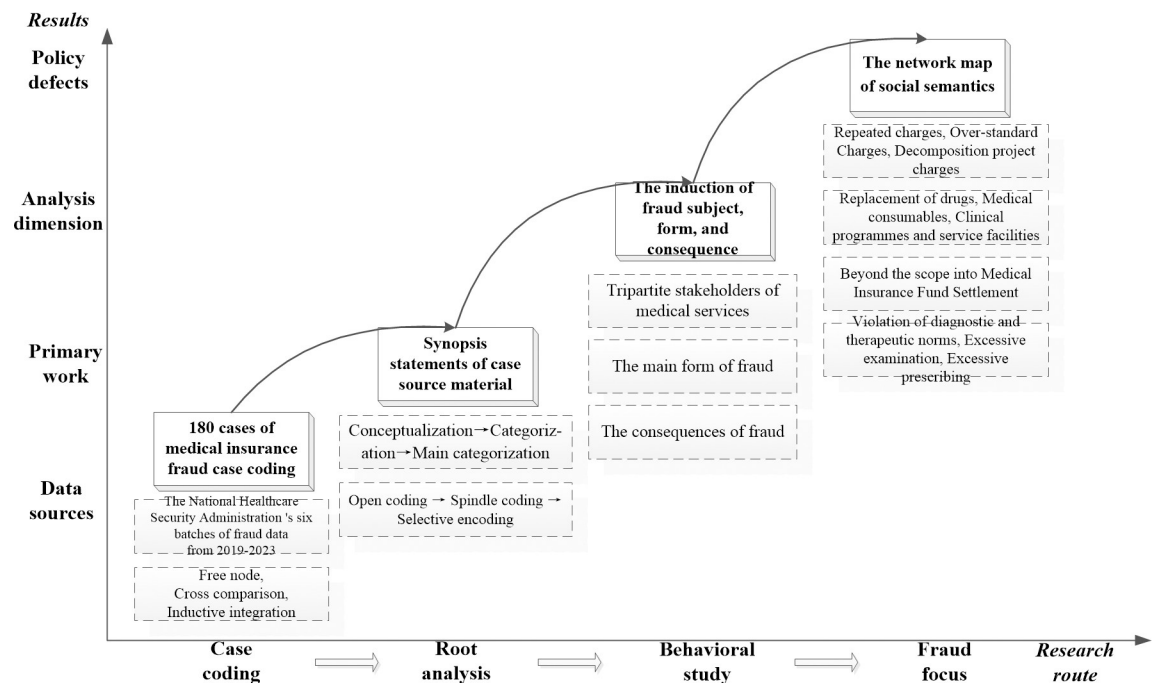 Results
Policy
defects
Analysis
dimension
Primary
work
Data
sources
180 cases of
medical insurance
fraud case coding
The National Healthcare
Security Administration 's six
batches of fraud data
from 2019-2023
Free node,
Cross comparison,
Inductive integration
Synopsis
statements of case
source material
Conceptualization→Categoriz-
ation→Main categorization
Open coding → Spindle coding →
Selective encoding
The induction of
fraud subject,
form, and
consequence
Tripartite stakeholders of
medical services
The main form of fraud
The consequences of fraud
The network map
of social semantics
Repeated charges, Over-standard
Charges, Decomposition project
charges
Replacement of drugs, Medical
consumables, Clinical
programmes and service facilities
Beyond the scope into Medical
Insurance Fund Settlement
Violation of diagnostic and
therapeutic norms, Excessive
examination, Excessive
prescribing
Case
coding
Root
analysis
Behavioral
study
Fraud
focus
Research
route